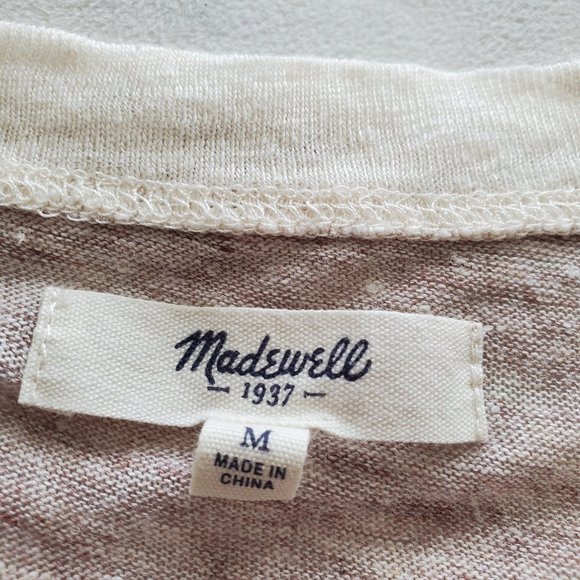 Madewell
— 1937 —
M
MADE IN
CHINA